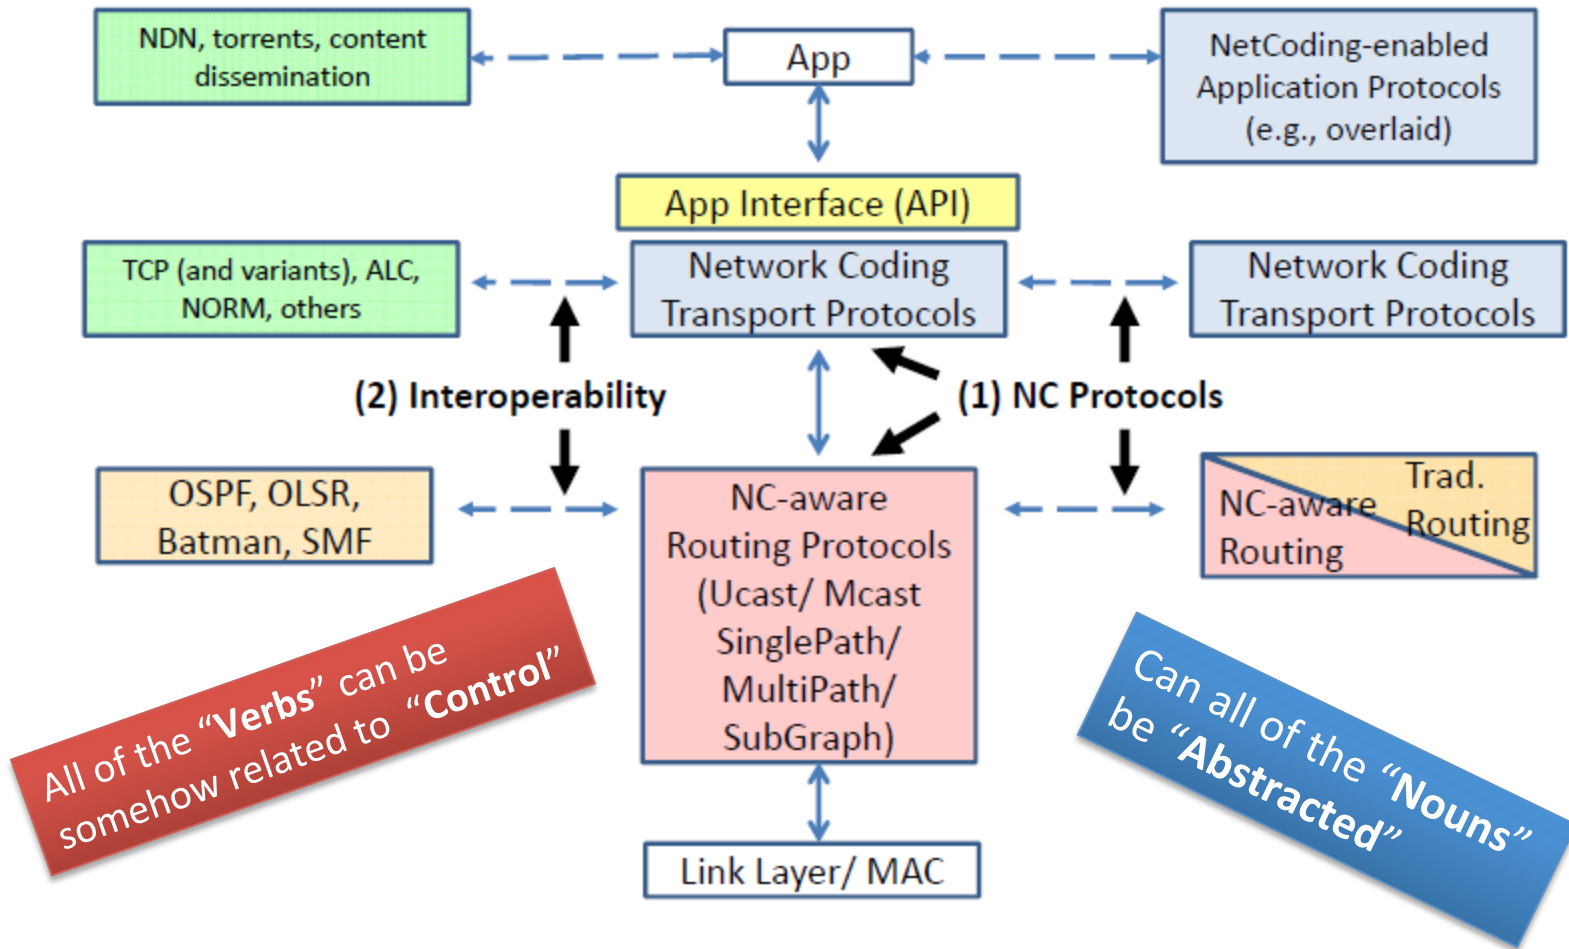 NDN, torrents, content
dissemination
App
NetCoding-enabled
Application Protocols
(e.g., overlaid)
App Interface (API)
TCP (and variants), ALC,
NORM, others
Network Coding
Transport Protocols
Network Coding
Transport Protocols
(2) Interoperability
(1) NC Protocols
OSPF, OLSR,
Batman, SMF
NC-aware
Routing Protocols
(Ucast/ Mcast
SinglePath/
MultiPath/
SubGraph)
Trad.
Routing
NC-aware
Routing
All of the “Verbs” can be
somehow related to “Control”
Can all of the “Nouns”
be “Abstracted”
Link Layer/ MAC